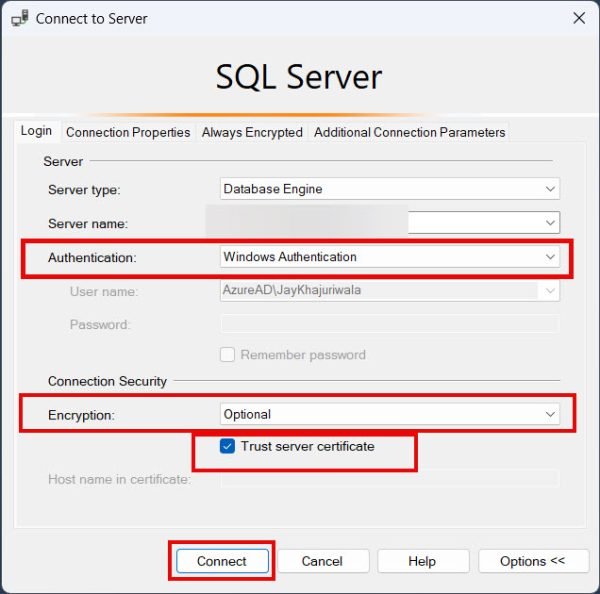 Connect to Server
SQL Server
Login Connection Properties Always Encrypted Additional Connection Parameters
Server
Server type: Database Engine
Server name:
Authentication: Windows Authentication
User name: AzureAD\JayKhajuriwala
Password:
Remember password
Connection Security
Encryption: Optional
Trust server certificate
Host name in certificate:
Connect Cancel Help Options <<